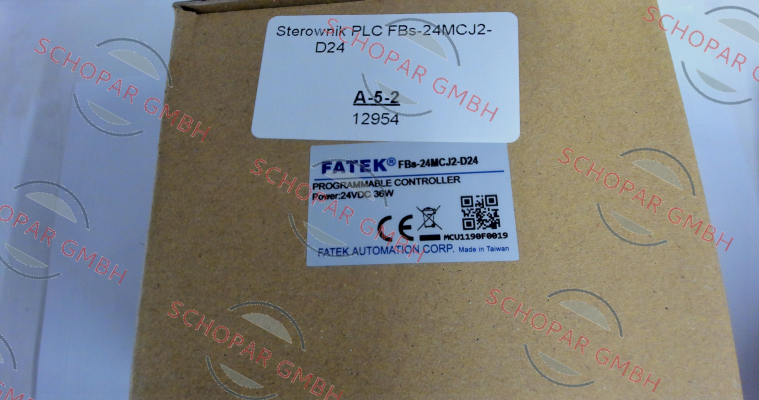 Sterownik PLC FBs-24MCJ2-
D24
A-5-2
12954
FATEK® FBs-24MCJ2-D24
PROGRAMMABLE CONTROLLER
Power:24VDC 36W
CE
MCU1190F0019
FATEK AUTOMATION CORP. Made in Taiwan
SCHOPAR GMBH
SCHOPAR GMBH
SCHOPAR GMBH
SCHOPAR GMBH
SCHOPAR GMBH
SCHOPAR GMBH
SCHOPAR GMBH